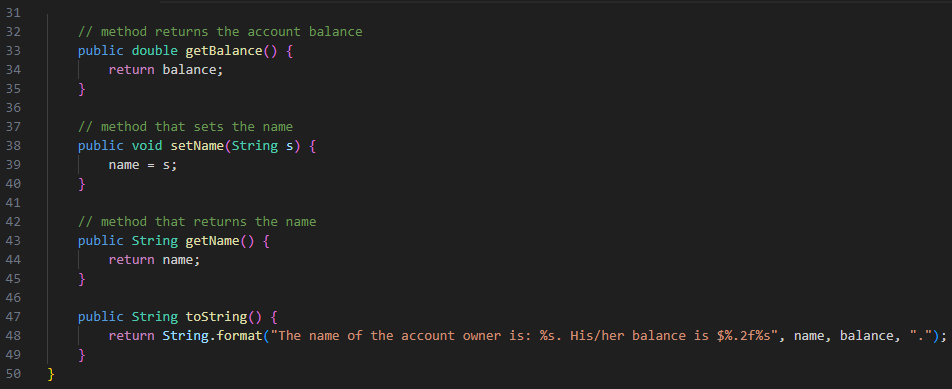 31
32 // method returns the account balance
33 public double getBalance() {
34 return balance;
35 }
36
37 // method that sets the name
38 public void setName(String s) {
39 name = s;
40 }
41
42 // method that returns the name
43 public String getName() {
44 return name;
45 }
46
47 public String toString() {
48 return String.format("The name of the account owner is: %s. His/her balance is $%.2f%s", name, balance, ".");
49 }
50 }